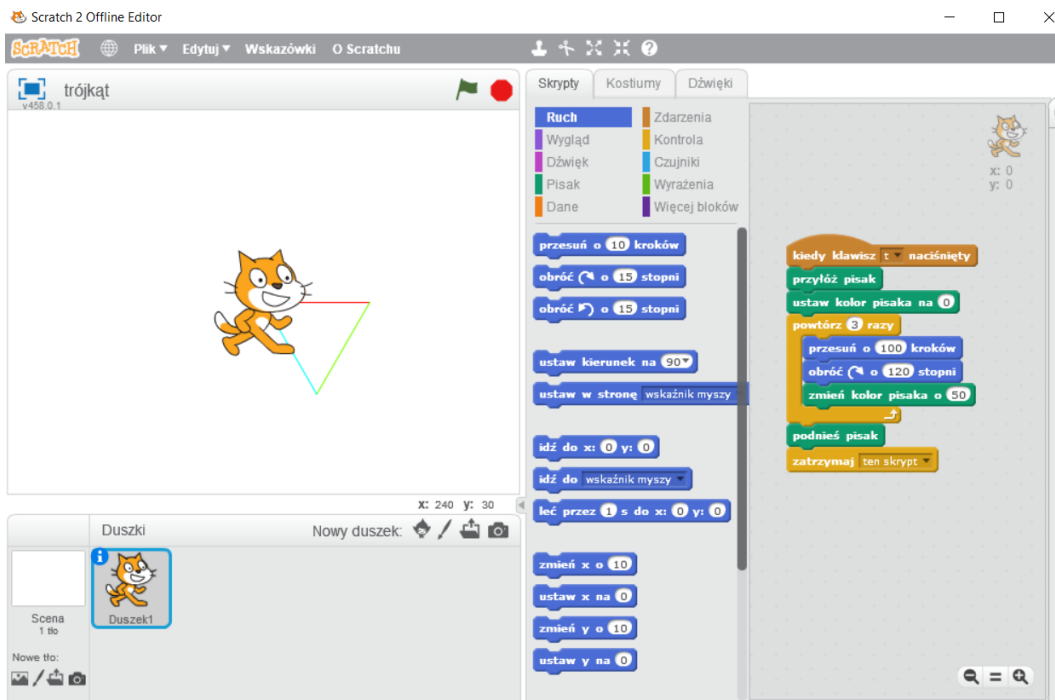 Scratch 2 Offline Editor
SCRATCH Plik Edytuj Wskazówki O Scratchu
trójkąt
v458.0.1
Skrypty Kostiumy Dźwięki
Ruch Zdarzenia
Wygląd Kontrola
Dźwięk Czujniki
Pisak Wyrażenia
Dane Więcej bloków
przesuń o 10 kroków
obróć o 15 stopni
obróć o 15 stopni
ustaw kierunek na 90
ustaw w stronę wskaźnik myszy
idź do x: 0 y: 0
idź do wskaźnik myszy
leć przez 1 s do x: 0 y: 0
zmień x o 10
ustaw x na 0
zmień y o 10
ustaw y na 0
x: 0
y: 0
kiedy klawisz t naciśnięty
przyłóż pisak
ustaw kolor pisaka na 0
powtórz 3 razy
przesuń o 100 kroków
obróć o 120 stopni
zmień kolor pisaka o 50
podnieś pisak
zatrzymaj ten skrypt
x: 240 y: 30
Duszki Nowy duszek:
Scena
1 tło
Nowe tło:
Duszek1